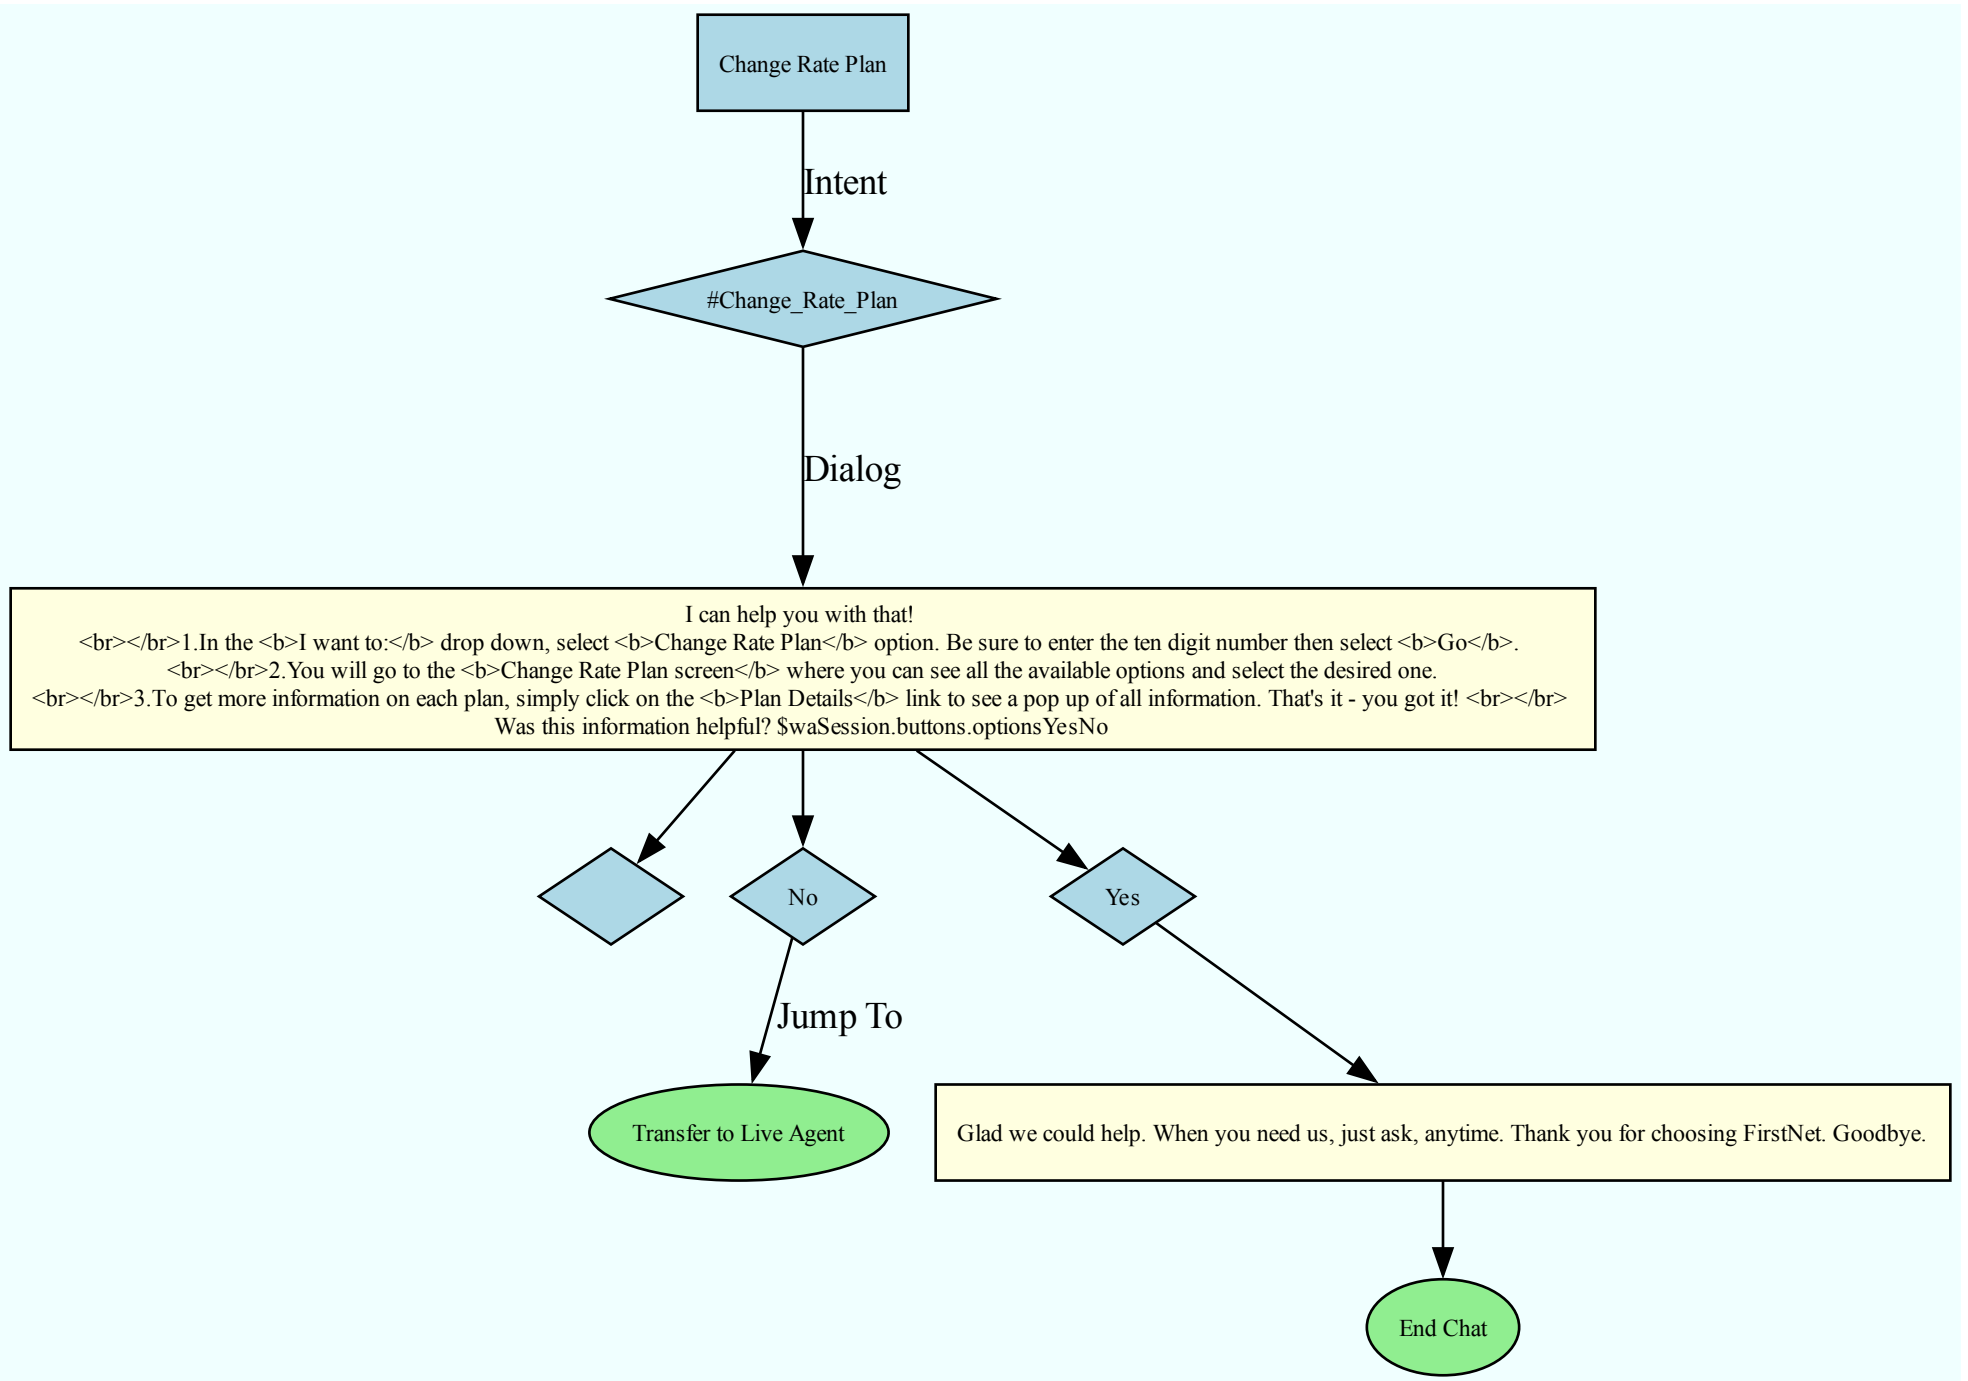 Change Rate Plan
Intent
#Change_Rate_Plan
Dialog
I can help you with that!
<br></br>1.In the <b>I want to:</b> drop down, select <b>Change Rate Plan</b> option. Be sure to enter the ten digit number then select <b>Go</b>.
<br></br>2.You will go to the <b>Change Rate Plan screen</b> where you can see all the available options and select the desired one.
<br></br>3.To get more information on each plan, simply click on the <b>Plan Details</b> link to see a pop up of all information. That's it - you got it! <br></br>
Was this information helpful? $waSession.buttons.optionsYesNo
No
Yes
Jump To
Transfer to Live Agent
Glad we could help. When you need us, just ask, anytime. Thank you for choosing FirstNet. Goodbye.
End Chat